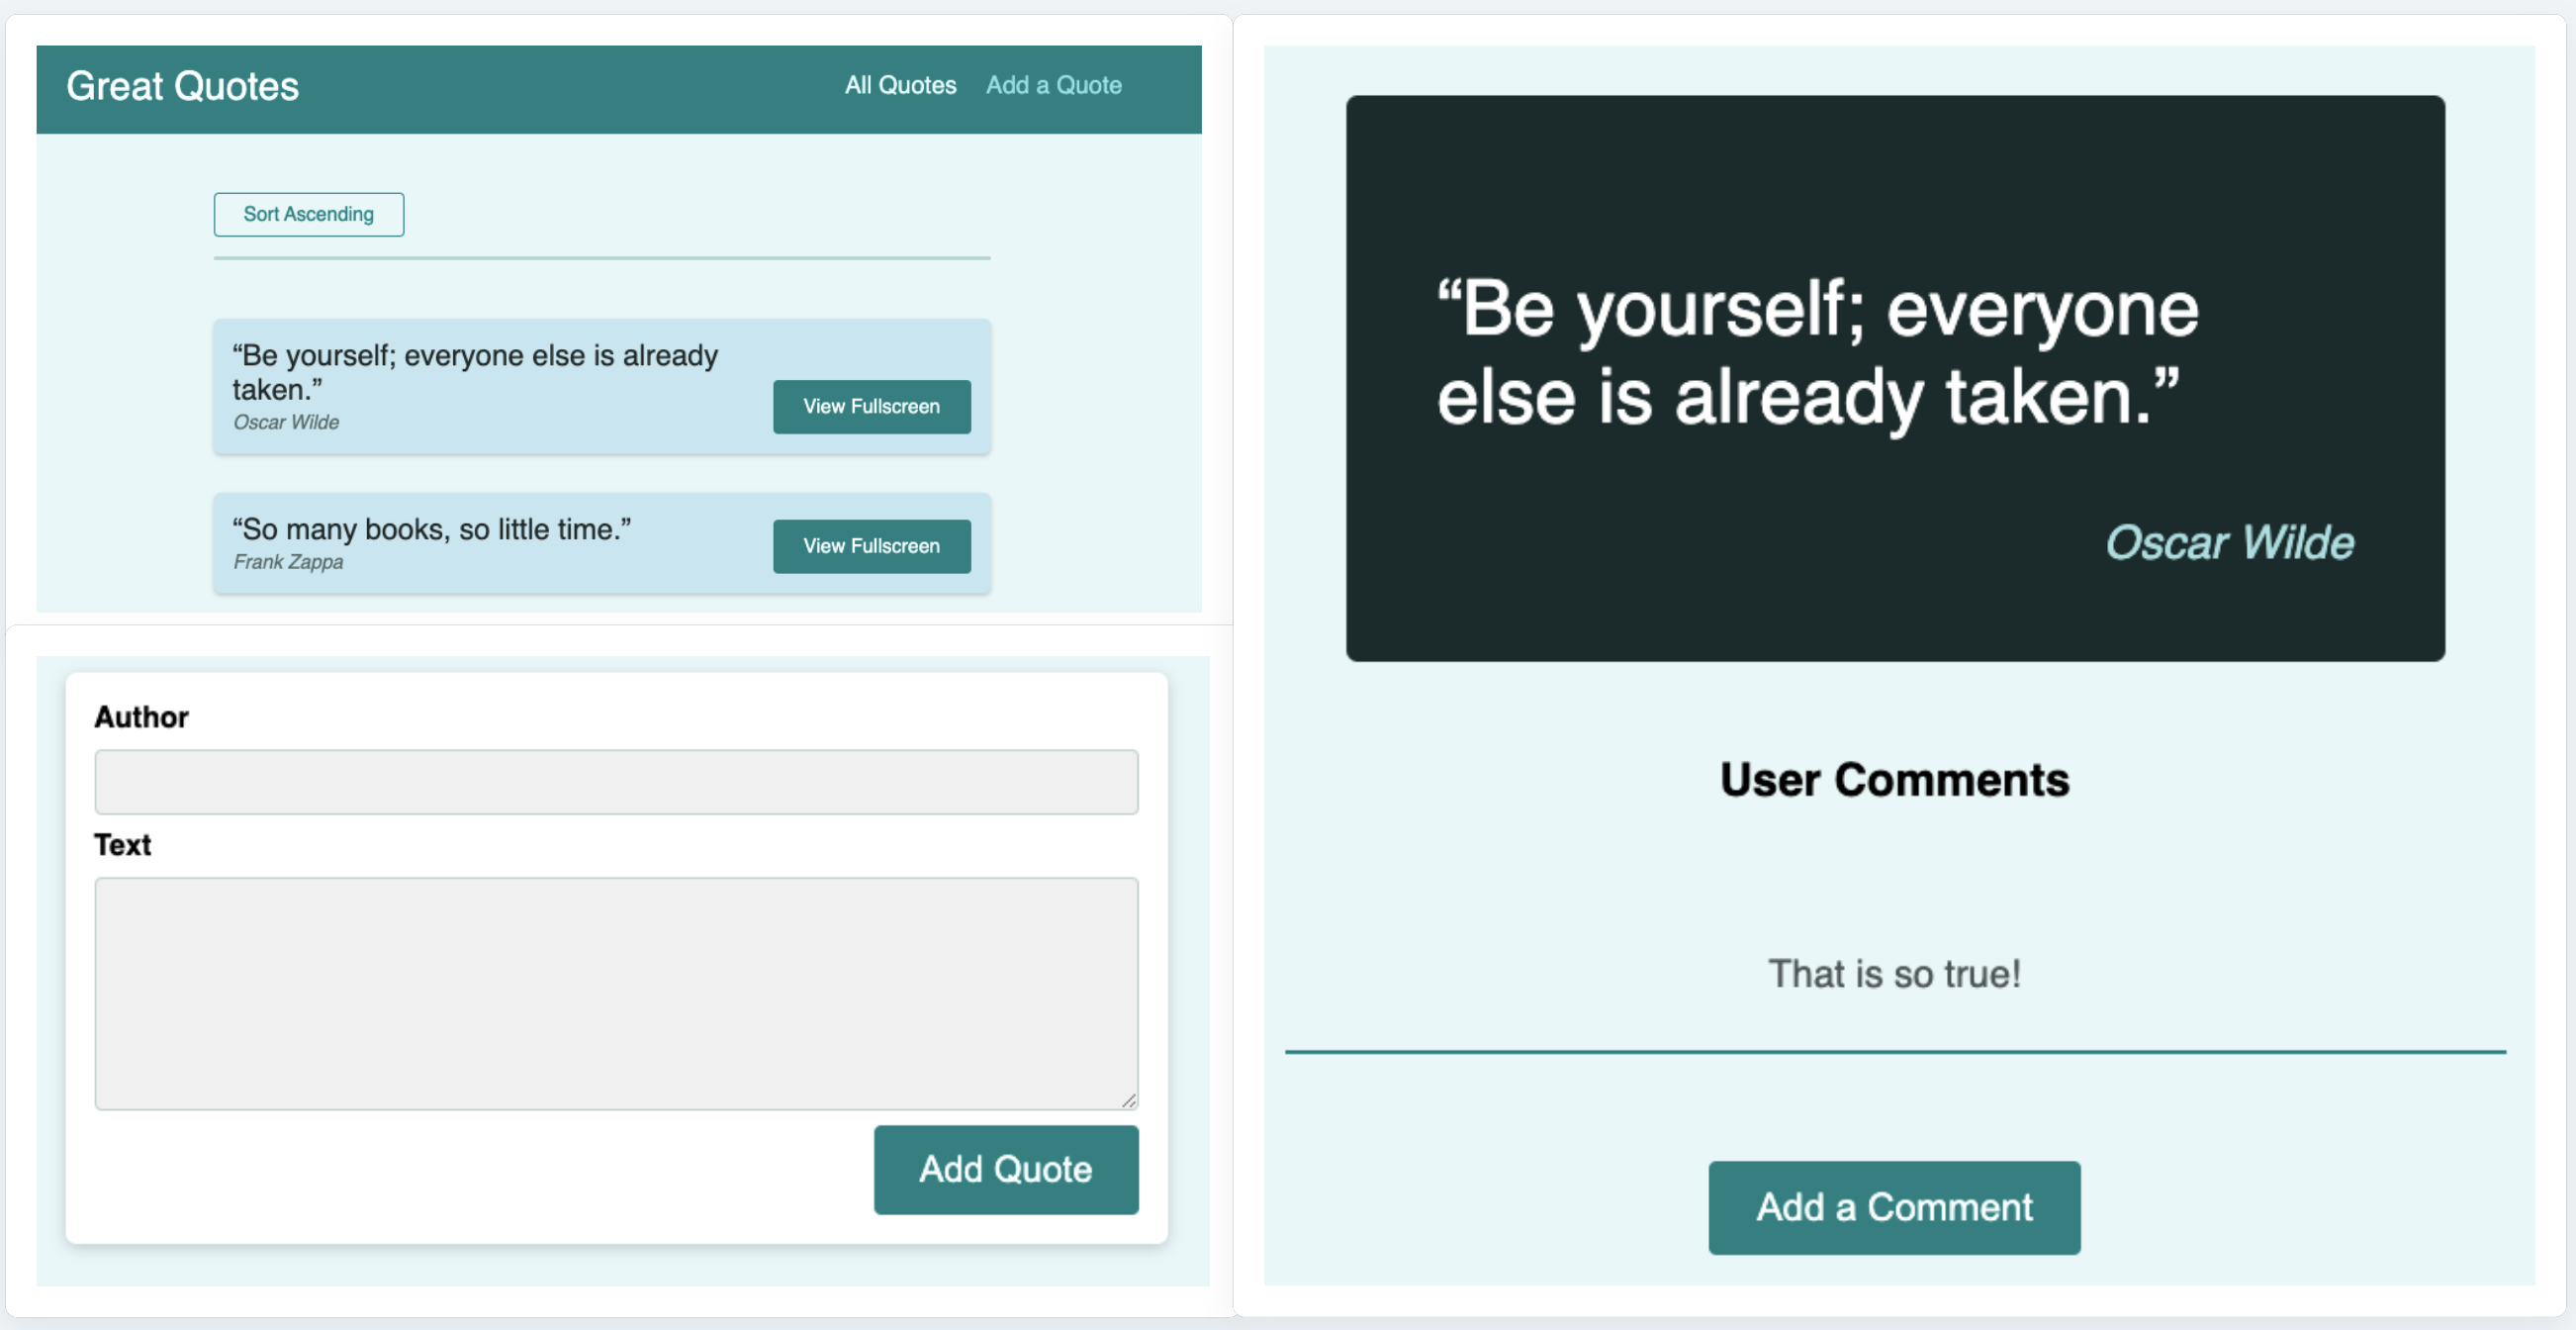 Great Quotes
All Quotes
Add a Quote
Sort Ascending
“Be yourself; everyone else is already
taken.”
Oscar Wilde
View Fullscreen
“So many books, so little time.”
Frank Zappa
View Fullscreen
Author
Text
Add Quote
“Be yourself; everyone
else is already taken.”
Oscar Wilde
User Comments
That is so true!
Add a Comment